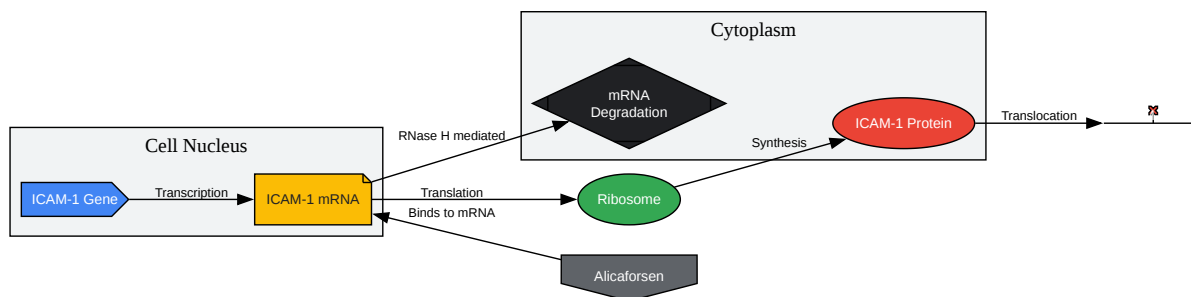 Cytoplasm
mRNA
Degradation
ICAM-1 Protein
Translocation
RNase H mediated
Synthesis
Cell Nucleus
ICAM-1 Gene
Transcription
ICAM-1 mRNA
Translation
Ribosome
Binds to mRNA
Alicaforsen